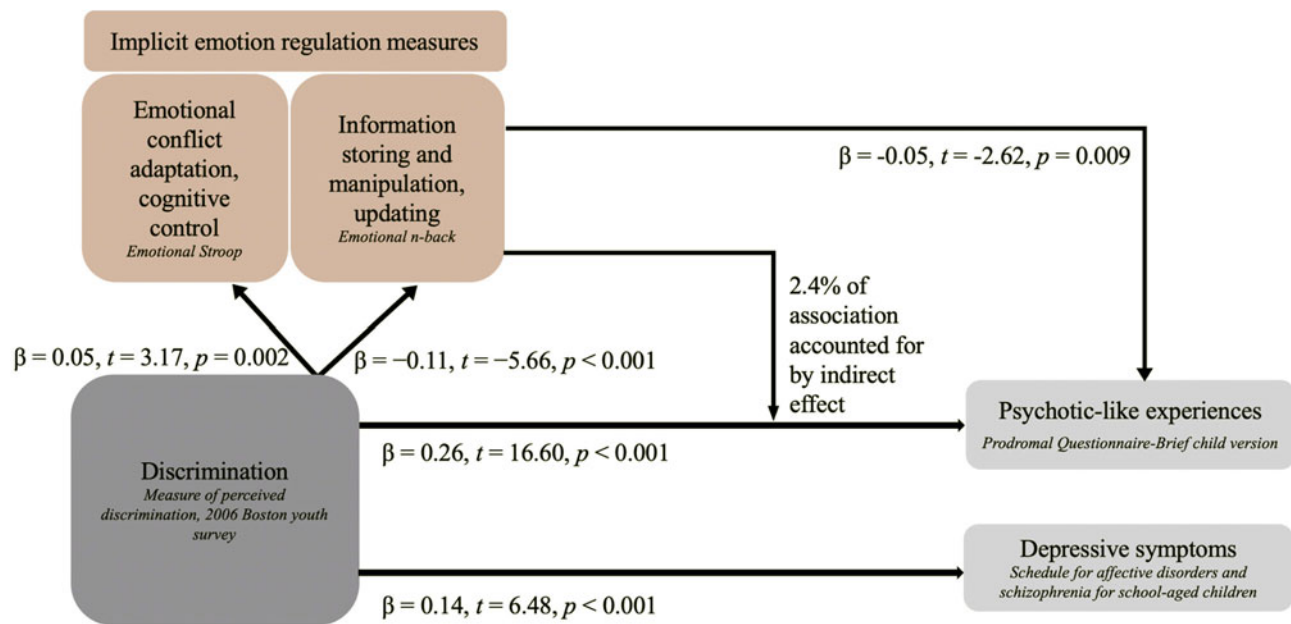 Implicit emotion regulation measures
Emotional
conflict
adaptation,
cognitive
control
Emotional Stroop
Information
storing and
manipulation,
updating
Emotional n-back
β = -0.05, t = -2.62, p = 0.009
2.4% of
association
accounted for
by indirect
effect
β = 0.05, t = 3.17, p = 0.002
β = −0.11, t = −5.66, p < 0.001
Discrimination
Measure of perceived
discrimination, 2006 Boston youth
survey
β = 0.26, t = 16.60, p < 0.001
Psychotic-like experiences
Prodromal Questionnaire-Brief child version
β = 0.14, t = 6.48, p < 0.001
Depressive symptoms
Schedule for affective disorders and
schizophrenia for school-aged children